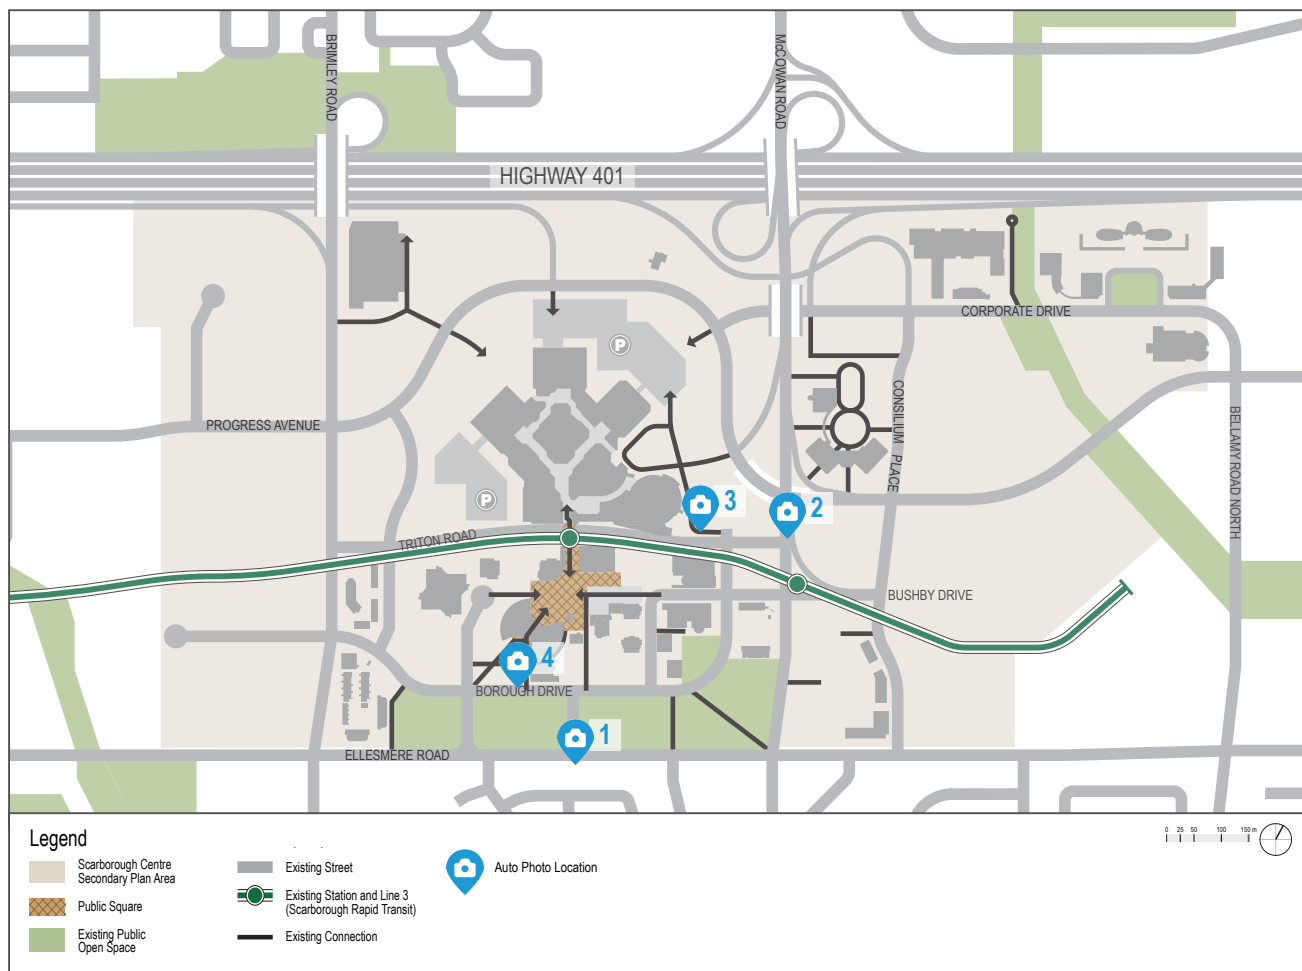 BRIMLEY ROAD
McCOWAN ROAD
HIGHWAY 401
CORPORATE DRIVE
P
CONSILIUM PLACE
BELLAMY ROAD NORTH
PROGRESS AVENUE
P
3
2
TRITON ROAD
BUSHBY DRIVE
4
BOROUGH DRIVE
1
ELLESMERE ROAD
Legend
Scarborough Centre
Secondary Plan Area
Public Square
Existing Public
Open Space
Existing Street
Existing Station and Line 3
(Scarborough Rapid Transit)
Existing Connection
Auto Photo Location
0 25 50 100 150 m